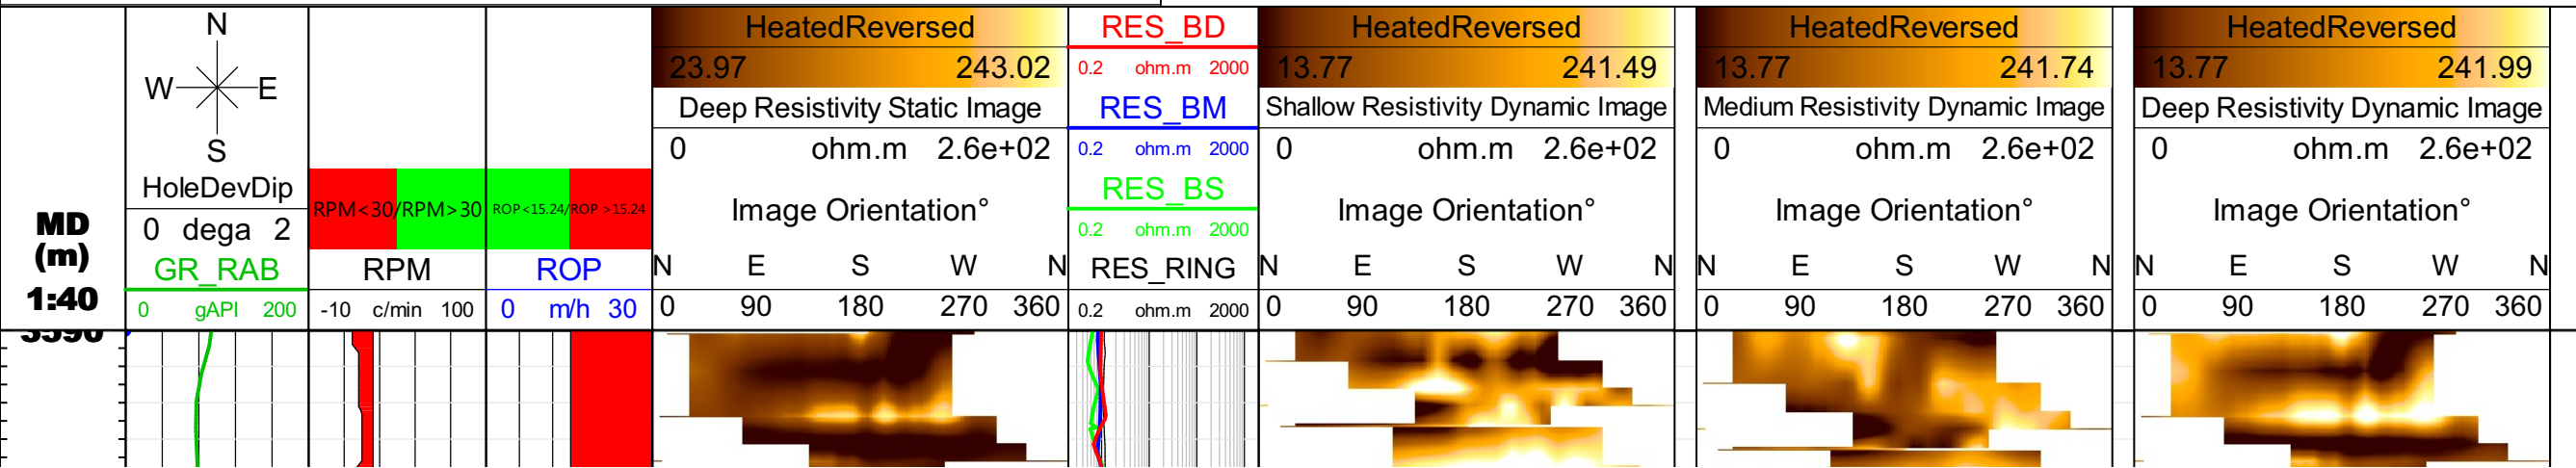 MD
(m)
1:40
3590
N
W E
S
HoleDevDip
0 dega 2
GR_RAB
0 gAPI 200
RPM<30/RPM>30
RPM
-10 c/min 100
ROP<15.24/ROP >15.24
ROP
0 m/h 30
HeatedReversed
23.97 243.02
Deep Resistivity Static Image
0 ohm.m 2.6e+02
Image Orientation°
N E S W N
0 90 180 270 360
RES_BD
0.2 ohm.m 2000
RES_BM
0.2 ohm.m 2000
RES_BS
0.2 ohm.m 2000
RES_RING
0.2 ohm.m 2000
HeatedReversed
13.77 241.49
Shallow Resistivity Dynamic Image
0 ohm.m 2.6e+02
Image Orientation°
N E S W N
0 90 180 270 360
HeatedReversed
13.77 241.74
Medium Resistivity Dynamic Image
0 ohm.m 2.6e+02
Image Orientation°
N E S W N
0 90 180 270 360
HeatedReversed
13.77 241.99
Deep Resistivity Dynamic Image
0 ohm.m 2.6e+02
Image Orientation°
N E S W N
0 90 180 270 360